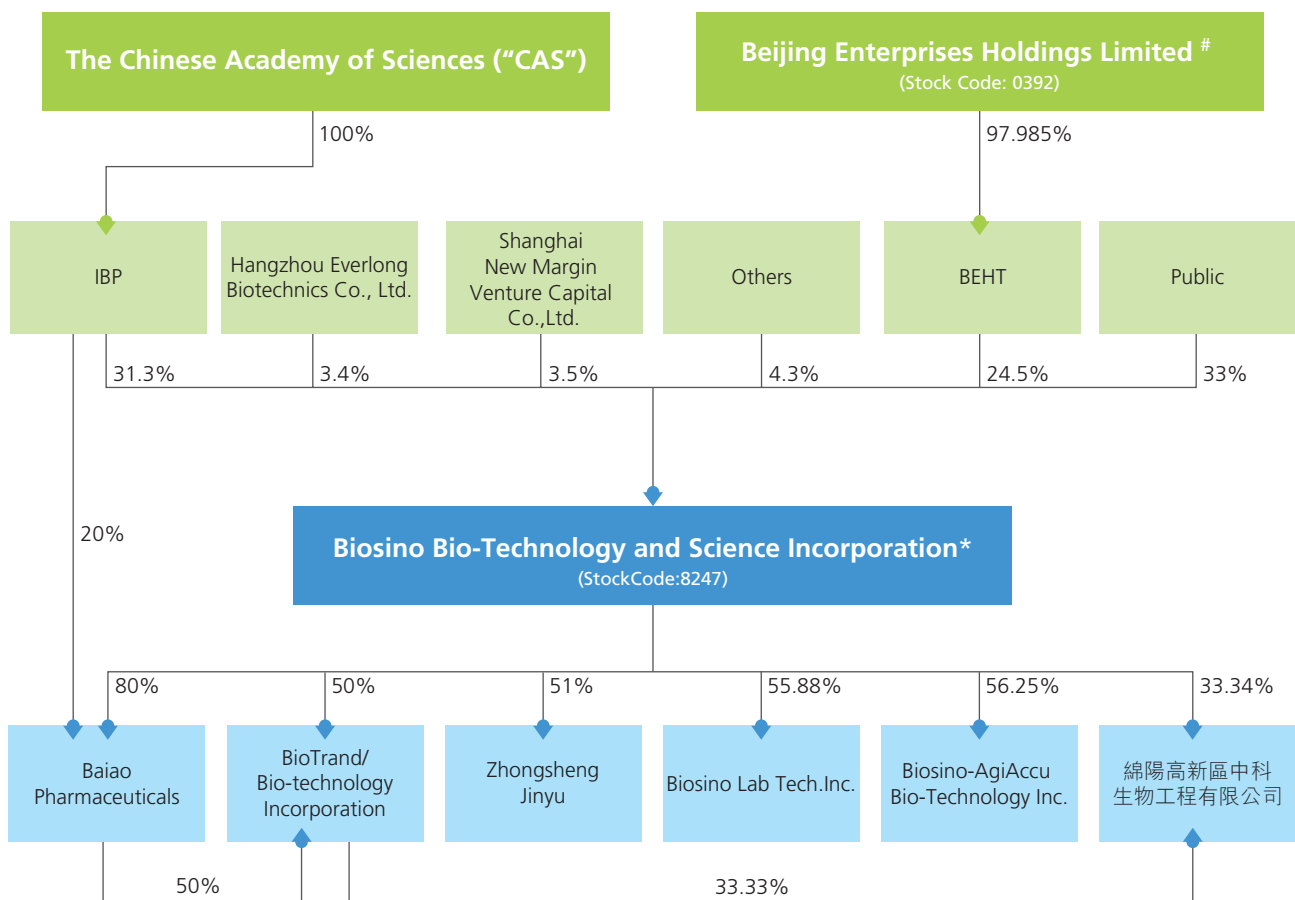 The Chinese Academy of Sciences (“CAS”)
Beijing Enterprises Holdings Limited #
(Stock Code: 0392)
100%
97.985%
IBP
Hangzhou Everlong
Biotechnics Co., Ltd.
Shanghai
New Margin
Venture Capital
Co.,Ltd.
Others
BEHT
Public
31.3%
3.4%
3.5%
4.3%
24.5%
33%
20%
Biosino Bio-Technology and Science Incorporation*
(StockCode:8247)
80%
50%
51%
55.88%
56.25%
33.34%
Baiao
Pharmaceuticals
BioTrand/
Bio-technology
Incorporation
Zhongsheng
Jinyu
Biosino Lab Tech.Inc.
Biosino-AgiAccu
Bio-Technology Inc.
綿陽高新區中科
生物工程有限公司
50%
33.33%